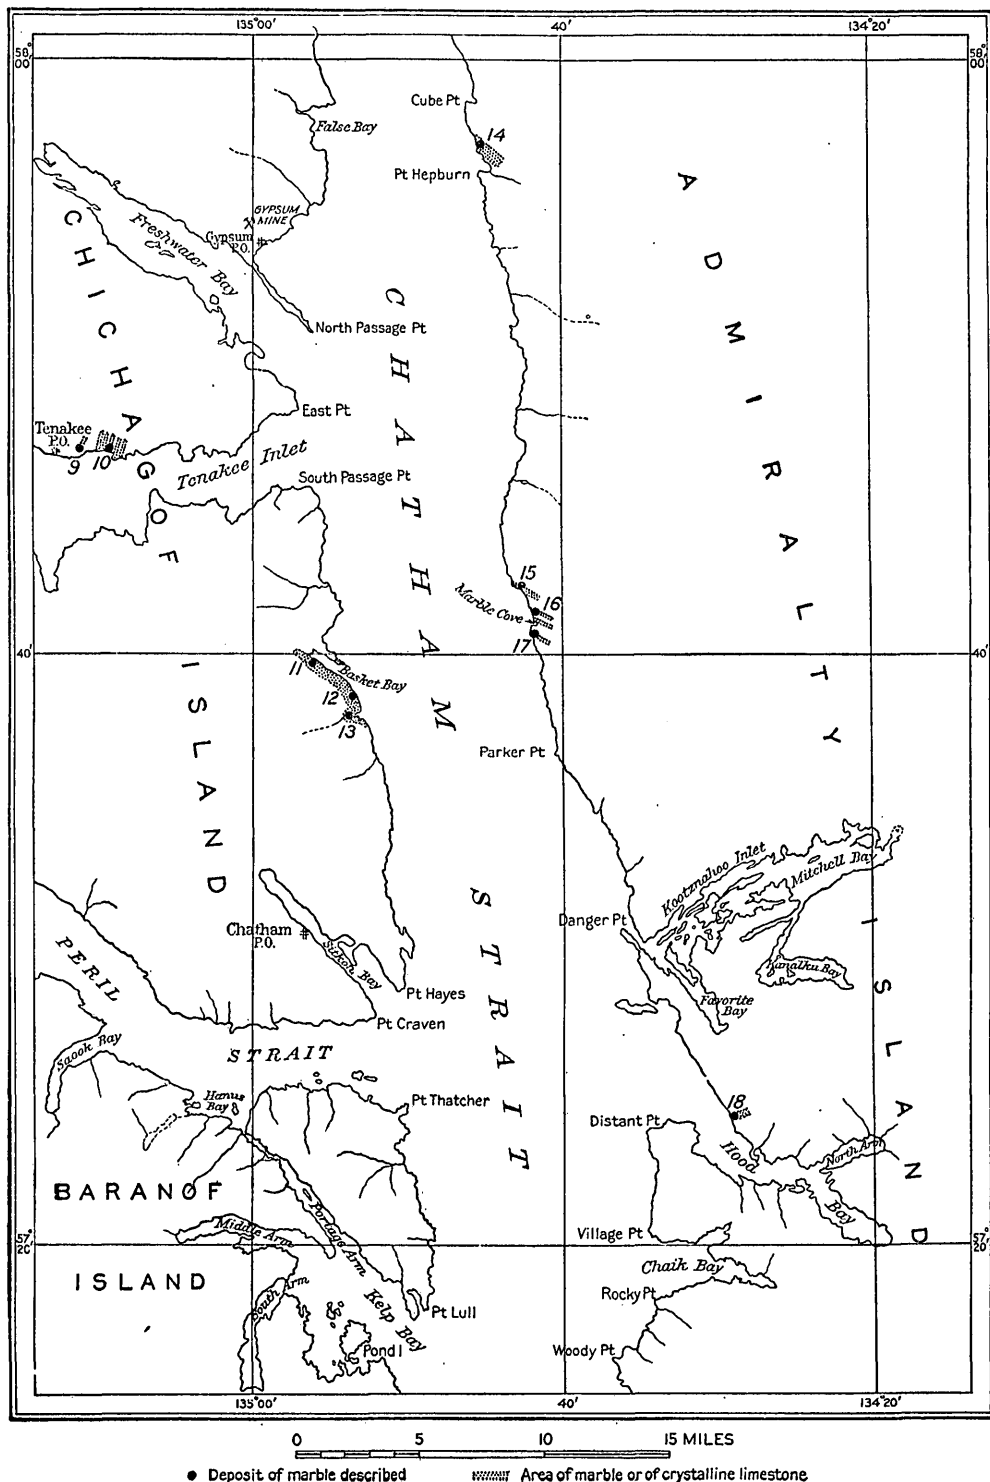 135°00'
40'
134°20'
58°
00'
58°
00'
Cube Pt
14
False Bay
Pt Hepburn
GYPSUM
MINE
Gypsum
P.O.
Freshwater Bay
North Passage Pt
East Pt
Tenakee
P.O.
9
10
Tenakee Inlet
South Passage Pt
CHICHAGOF
ISLAND
CHATHAM
STRAIT
ADMIRALTY
ISLAND
15
16
Marble Cove
17
40'
40'
11
Basket Bay
12
13
Parker Pt
Kootznahoo Inlet
Mitchell Bay
Danger Pt
Kanalku Bay
Favorite
Bay
Chatham
P.O.
Sitkoh Bay
Pt Hayes
Pt Craven
PERIL
STRAIT
Saook Bay
Hanus
Bay
Pt Thatcher
18
Distant Pt
Hood
Bay
North Arm
BARANOF
ISLAND
Portage Arm
Middle Arm
South Arm
Kelp Bay
Pt Lull
Pond I
Village Pt
Chaik Bay
Rocky Pt
Woody Pt
57°
20'
57°
20'
135°00'
40'
134°20'
0 5 10 15 MILES
Deposit of marble described
Area of marble or of crystalline limestone